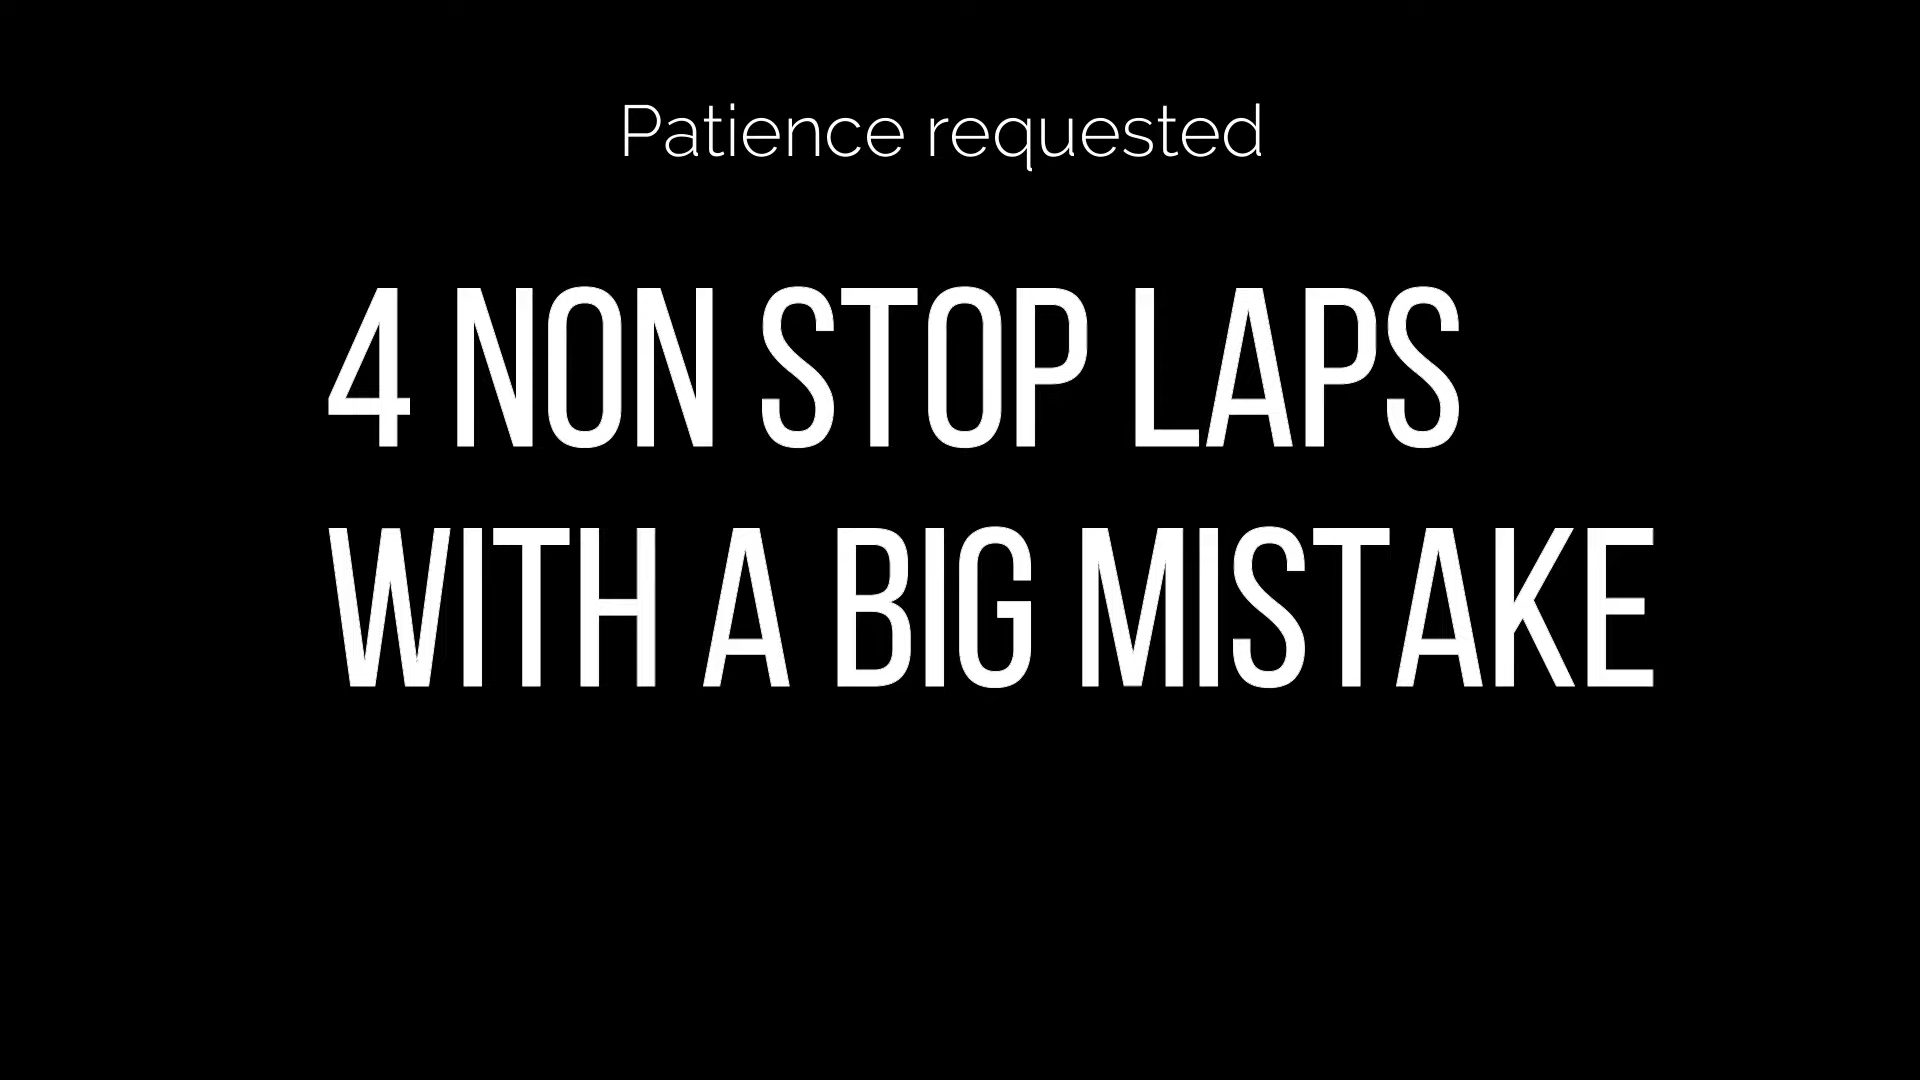 Patience requested
4 NON STOP LAPS
WITH A BIG MISTAKE